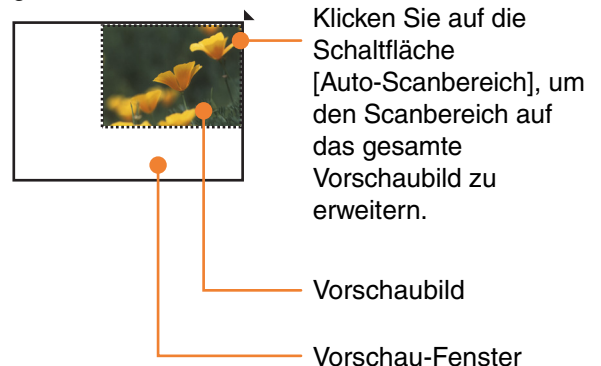 Klicken Sie auf die
Schaltfläche
[Auto-Scanbereich], um
den Scanbereich auf
das gesamte
Vorschaubild zu
erweitern.
Vorschaubild
Vorschau-Fenster